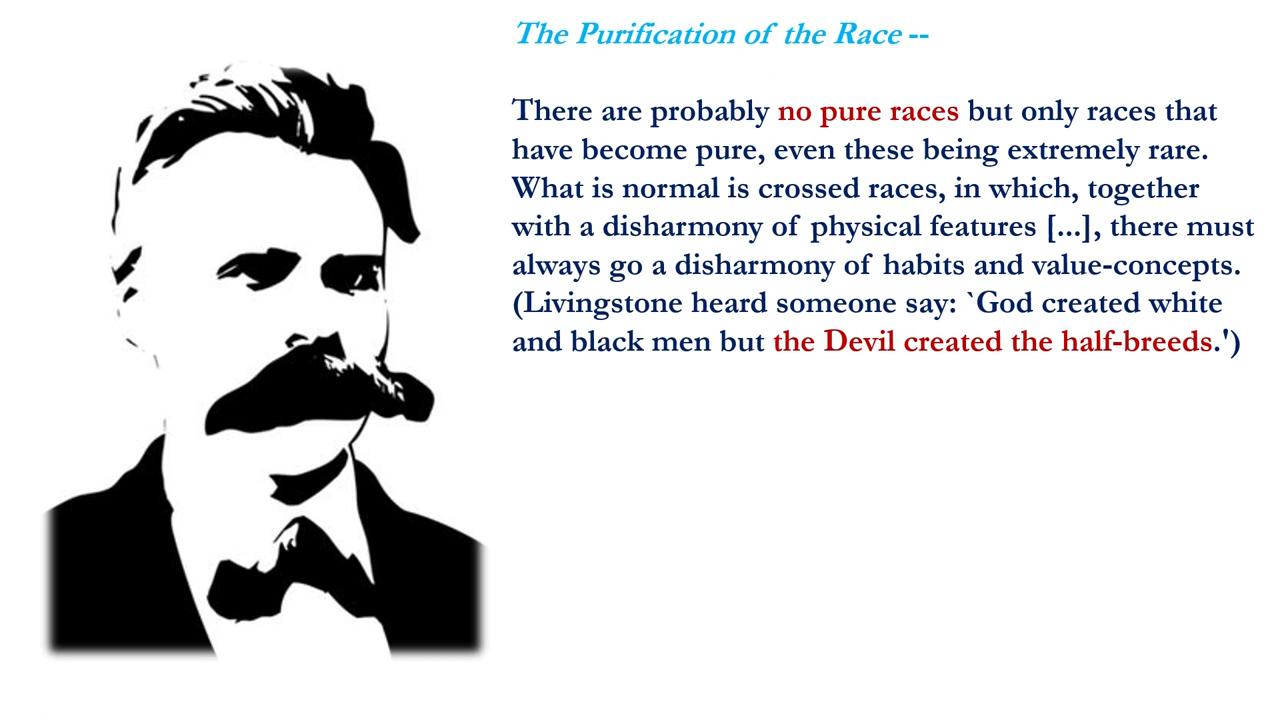 The Purification of the Race --
There are probably no pure races but only races that
have become pure, even these being extremely rare.
What is normal is crossed races, in which, together
with a disharmony of physical features [...], there must
always go a disharmony of habits and value-concepts.
(Livingstone heard someone say: `God created white
and black men but the Devil created the half-breeds.')